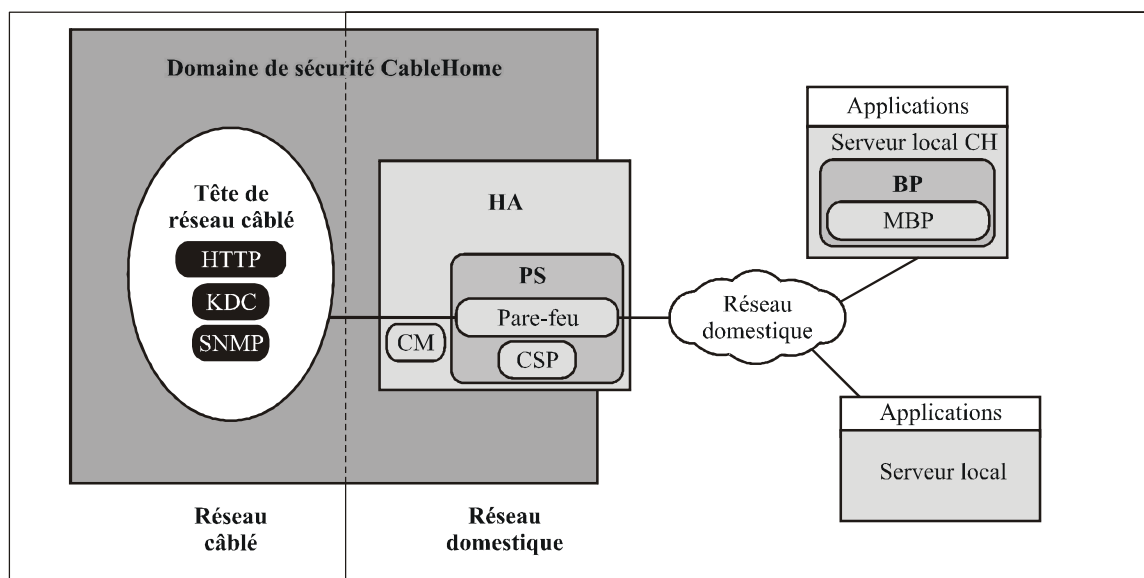 Domaine de sécurité CableHome
Tête de
réseau câblé
HTTP
KDC
SNMP
HA
PS
Pare-feu
CM
CSP
Réseau
domestique
Applications
Serveur local CH
BP
MBP
Applications
Serveur local
Réseau
câblé
Réseau
domestique